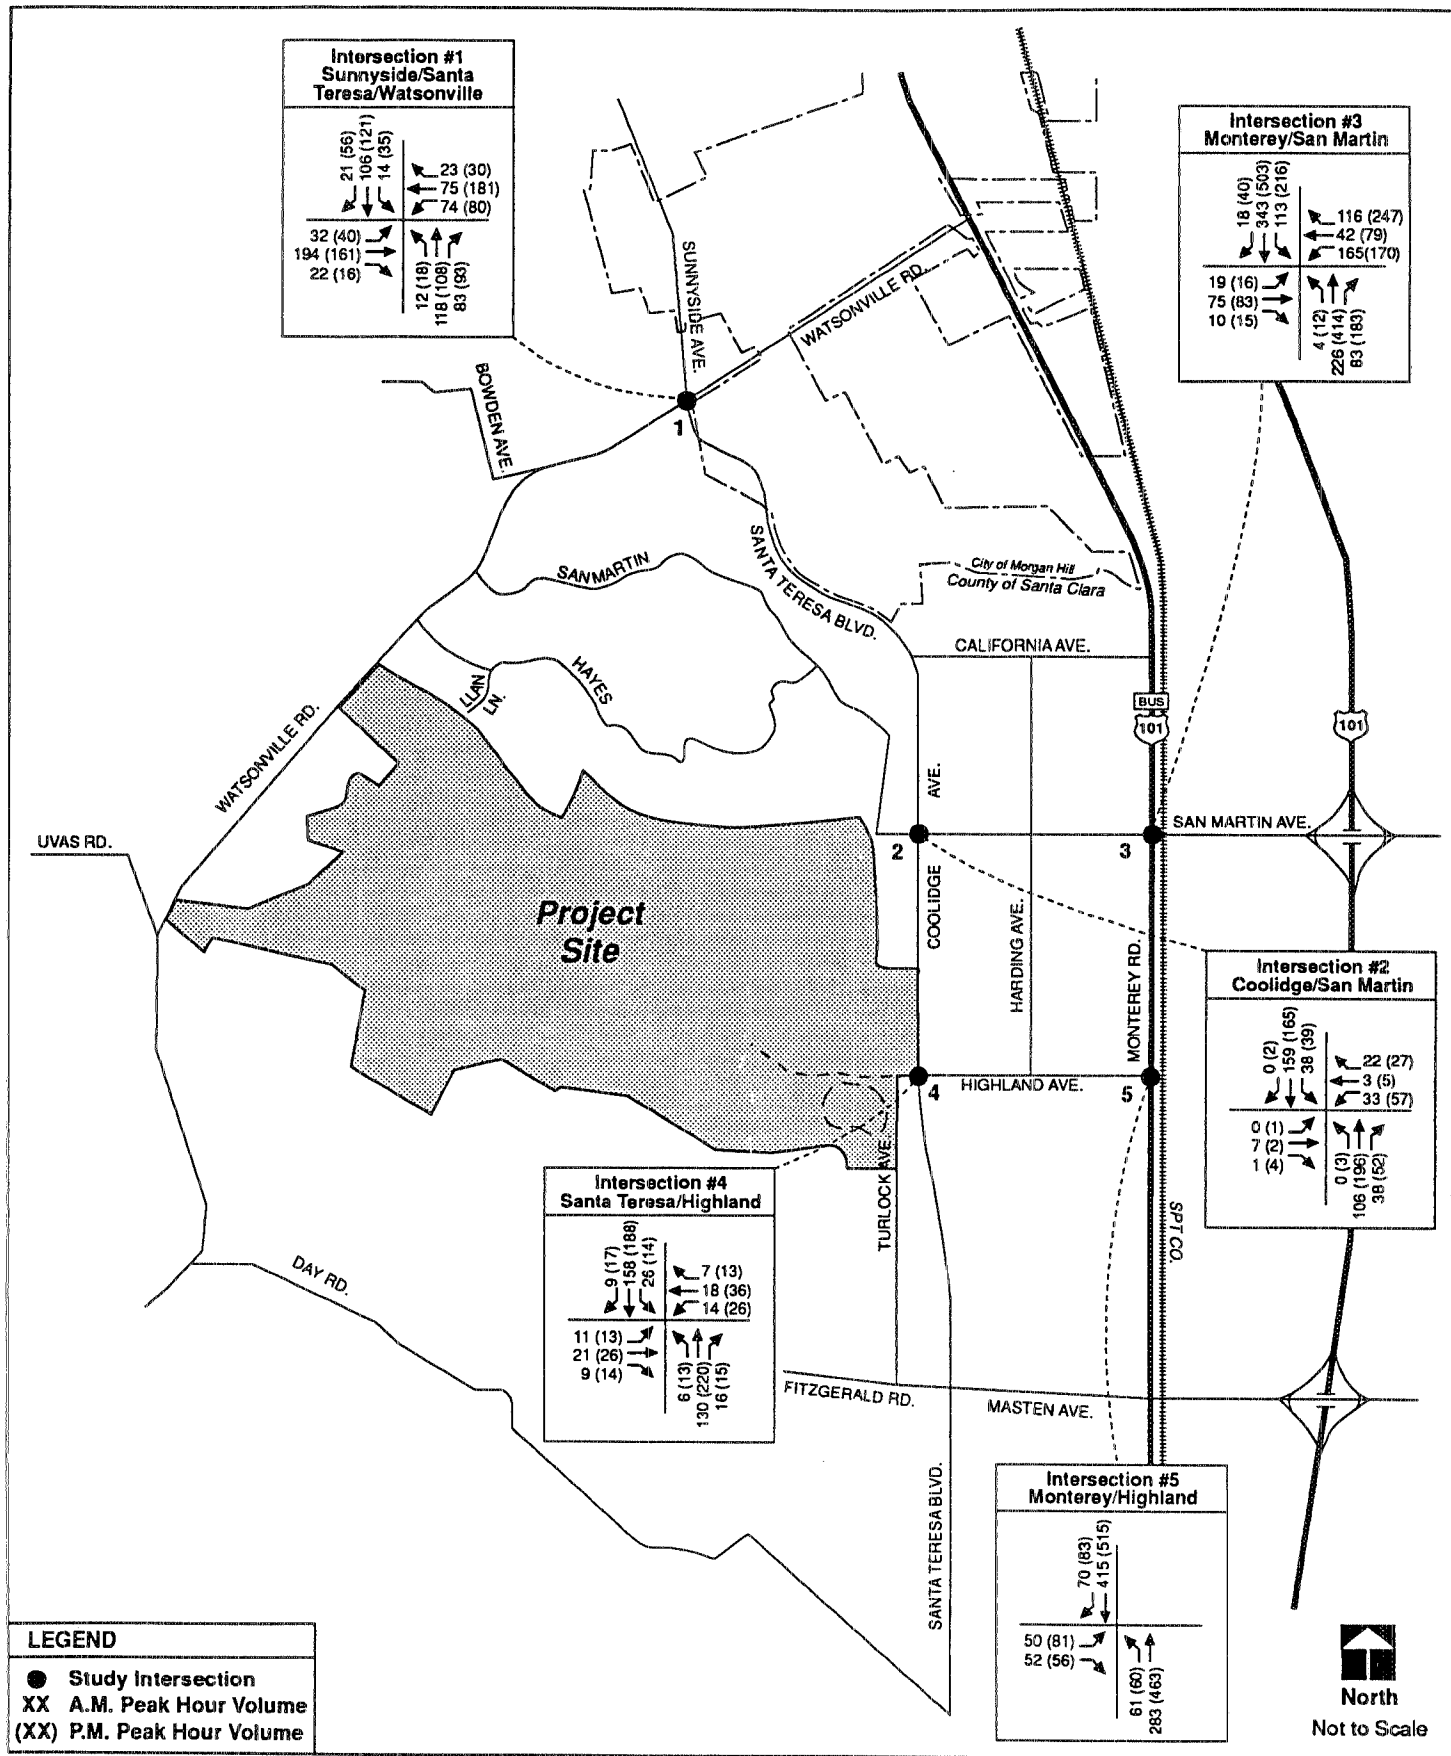 Intersection #1
Sunnyside/Santa
Teresa/Watsonville
21 (56)
106 (121)
14 (35)
23 (30)
75 (181)
74 (80)
32 (40)
194 (161)
22 (16)
12 (18)
118 (108)
83 (93)
Intersection #3
Monterey/San Martin
18 (40)
343 (503)
113 (216)
116 (247)
42 (79)
165(170)
19 (16)
75 (83)
10 (15)
4 (12)
226 (414)
83 (183)
SUNNYSIDE AVE.
WATSONVILLE RD.
BOWDEN AVE.
1
SANTA TERESA BLVD.
SAN MARTIN
City of Morgan Hill
County of Santa Clara
CALIFORNIA AVE.
HAYES
LLAN
LN.
WATSONVILLE RD.
BUS
101
101
UVAS RD.
COOLIDGE AVE.
SAN MARTIN AVE.
2
3
HARDING AVE.
MONTEREY RD.
Project
Site
Intersection #2
Coolidge/San Martin
0 (2)
159 (165)
38 (39)
22 (27)
3 (5)
33 (57)
0 (1)
7 (2)
1 (4)
0 (3)
106 (196)
38 (52)
HIGHLAND AVE.
4
5
TURLOCK AVE.
SPT CO.
Intersection #4
Santa Teresa/Highland
9 (17)
158 (188)
26 (14)
7 (13)
18 (36)
14 (26)
11 (13)
21 (26)
9 (14)
6 (13)
130 (220)
16 (15)
DAY RD.
FITZGERALD RD.
MASTEN AVE.
SANTA TERESA BLVD.
Intersection #5
Monterey/Highland
70 (83)
415 (515)
50 (81)
52 (56)
61 (60)
283 (463)
LEGEND
Study Intersection
XX A.M. Peak Hour Volume
(XX) P.M. Peak Hour Volume
North
Not to Scale